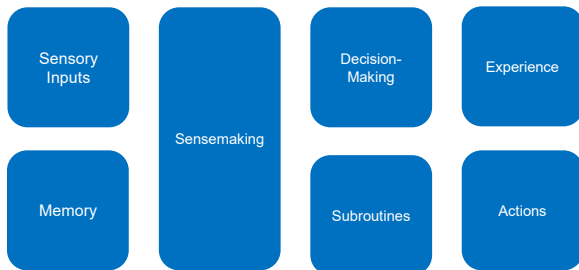 Sensory
Inputs
Memory
Sensemaking
Decision-
Making
Subroutines
Experience
Actions